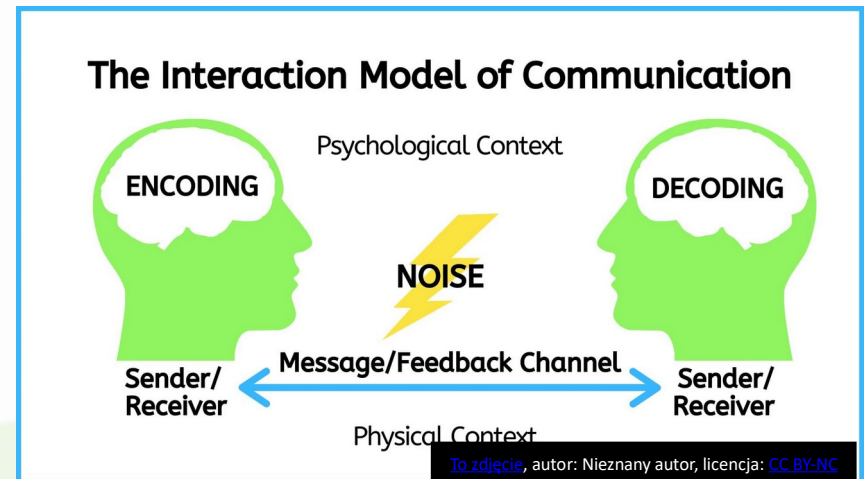 The Interaction Model of Communication
Psychological Context
ENCODING
DECODING
NOISE
Message/Feedback Channel
Sender/
Receiver
Sender/
Receiver
Physical Context
To zdjęcie, autor: Nieznany autor, licencja: CC BY-NC